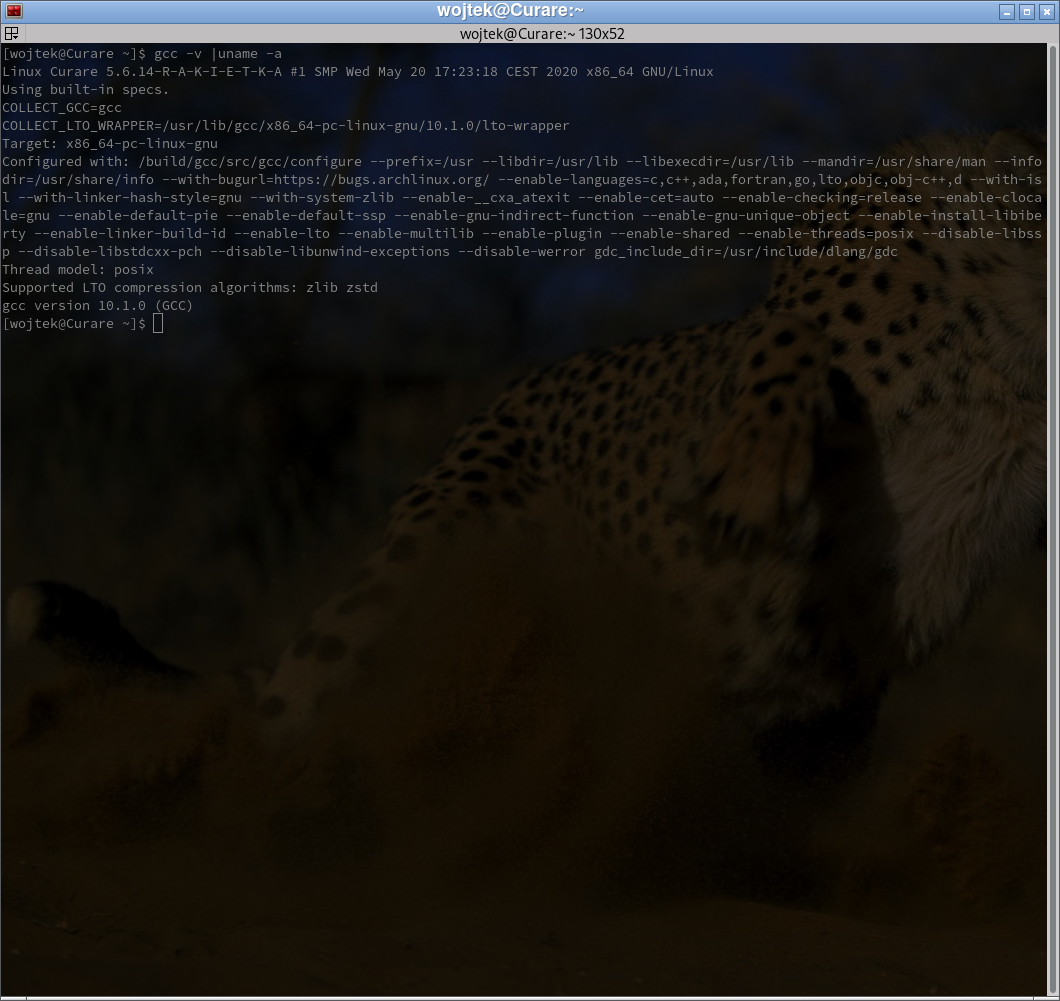 wojtek@Curare:~
wojtek@Curare:~ 130x52
[wojtek@Curare ~]$ gcc -v |uname -a
Linux Curare 5.6.14-R-A-K-I-E-T-K-A #1 SMP Wed May 20 17:23:18 CEST 2020 x86_64 GNU/Linux
Using built-in specs.
COLLECT_GCC=gcc
COLLECT_LTO_WRAPPER=/usr/lib/gcc/x86_64-pc-linux-gnu/10.1.0/lto-wrapper
Target: x86_64-pc-linux-gnu
Configured with: /build/gcc/src/gcc/configure --prefix=/usr --libdir=/usr/lib --libexecdir=/usr/lib --mandir=/usr/share/man --info
dir=/usr/share/info --with-bugurl=https://bugs.archlinux.org/ --enable-languages=c,c++,ada,fortran,go,lto,objc,obj-c++,d --with-is
l --with-linker-hash-style=gnu --with-system-zlib --enable-__cxa_atexit --enable-cet=auto --enable-checking=release --enable-cloca
le=gnu --enable-default-pie --enable-default-ssp --enable-gnu-indirect-function --enable-gnu-unique-object --enable-install-libibe
rty --enable-linker-build-id --enable-lto --enable-multilib --enable-plugin --enable-shared --enable-threads=posix --disable-libss
p --disable-libstdcxx-pch --disable-libunwind-exceptions --disable-werror gdc_include_dir=/usr/include/dlang/gdc
Thread model: posix
Supported LTO compression algorithms: zlib zstd
gcc version 10.1.0 (GCC)
[wojtek@Curare ~]$